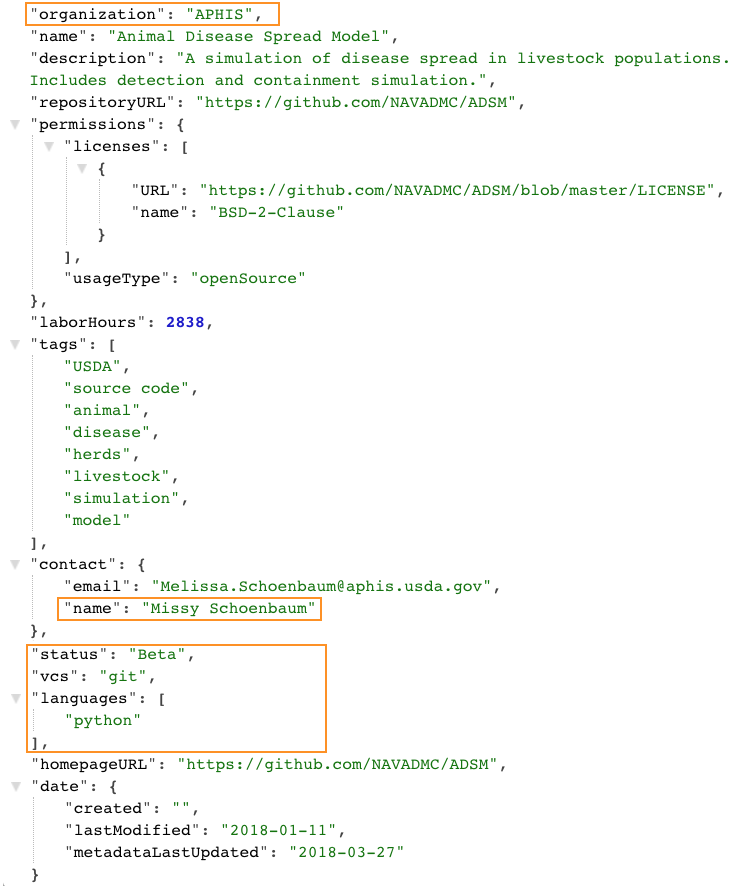 "organization": "APHIS",
"name": "Animal Disease Spread Model",
"description": "A simulation of disease spread in livestock populations.
Includes detection and containment simulation.",
"repositoryURL": "https://github.com/NAVADMC/ADSM",
"permissions": {
"licenses": [
{
"URL": "https://github.com/NAVADMC/ADSM/blob/master/LICENSE",
"name": "BSD-2-Clause"
}
],
"usageType": "openSource"
},
"laborHours": 2838,
"tags": [
"USDA",
"source code",
"animal",
"disease",
"herds",
"livestock",
"simulation",
"model"
],
"contact": {
"email": "Melissa.Schoenbaum@aphis.usda.gov",
"name": "Missy Schoenbaum"
},
"status": "Beta",
"vcs": "git",
"languages": [
"python"
],
"homepageURL": "https://github.com/NAVADMC/ADSM",
"date": {
"created": "",
"lastModified": "2018-01-11",
"metadataLastUpdated": "2018-03-27"
}